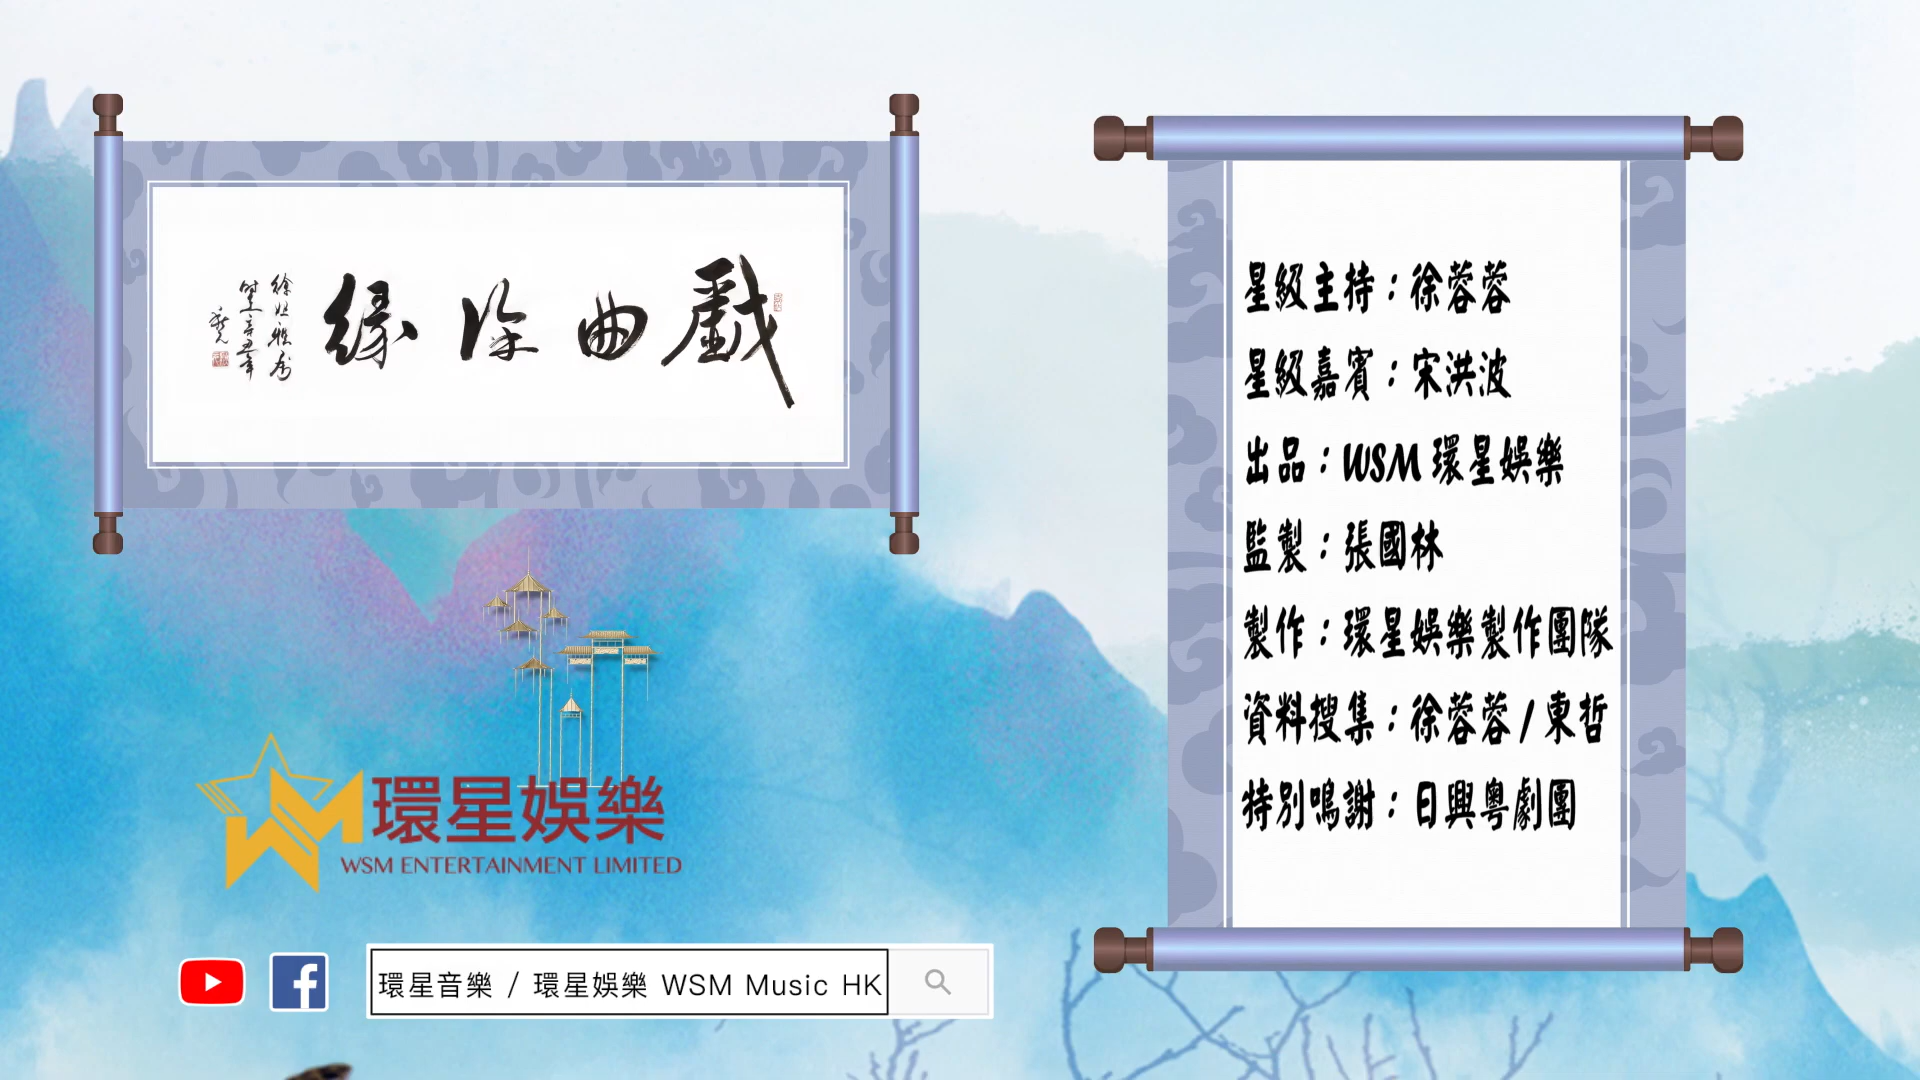 戲曲深緣
星級主持：徐蓉蓉
星級嘉賓：宋洪波
出品：WSM 環星娛樂
監製：張國林
製作：環星娛樂製作團隊
資料搜集：徐蓉蓉 / 東哲
特別鳴謝：日興粵劇團
環星娛樂
WSM ENTERTAINMENT LIMITED
環星音樂 / 環星娛樂 WSM Music HK